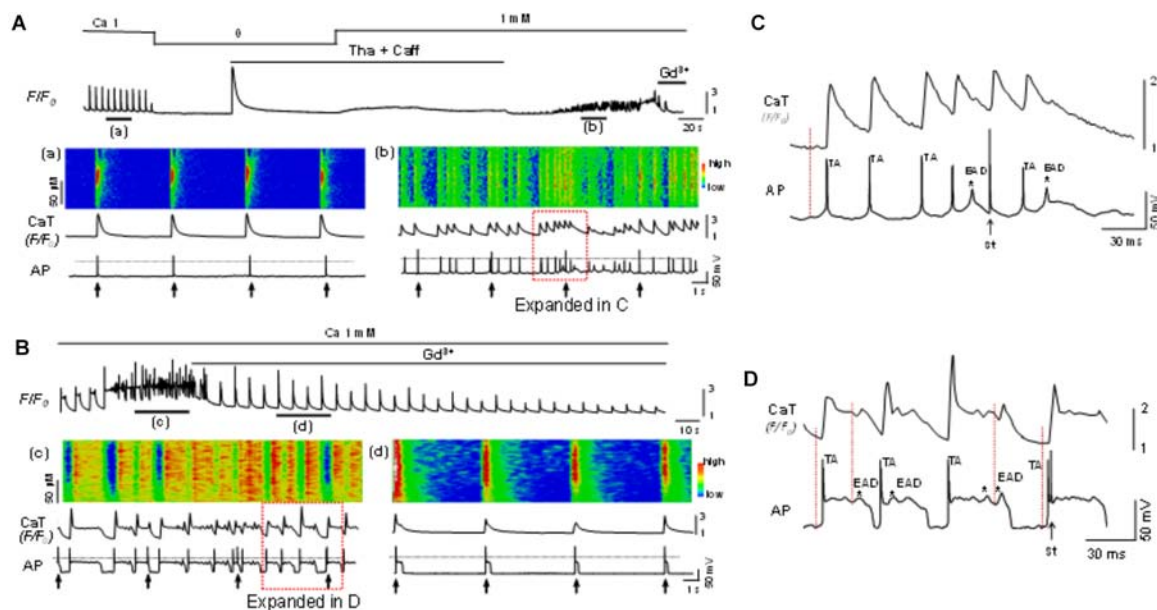 A
Ca 1
0
1 mM
Tha + Caff
Gd³⁺
F/F₀
3
1
20 s
(a)
(b)
(a)
90 µM
(b)
high
low
CaT
(F/F₀)
3
1
AP
50 mV
1 s
Expanded in C
B
Ca 1 mM
Gd³⁺
F/F₀
3
1
10 s
(c)
(d)
(c)
90 µM
(d)
high
low
CaT
(F/F₀)
3
1
AP
50 mV
1 s
Expanded in D
C
CaT
(F/F₀)
2
1
TA TA TA EAD TA EAD
* *
AP
50 mV
st
30 ms
D
CaT
(F/F₀)
2
1
TA EAD TA EAD TA EAD TA
* * * *
AP
50 mV
st
30 ms